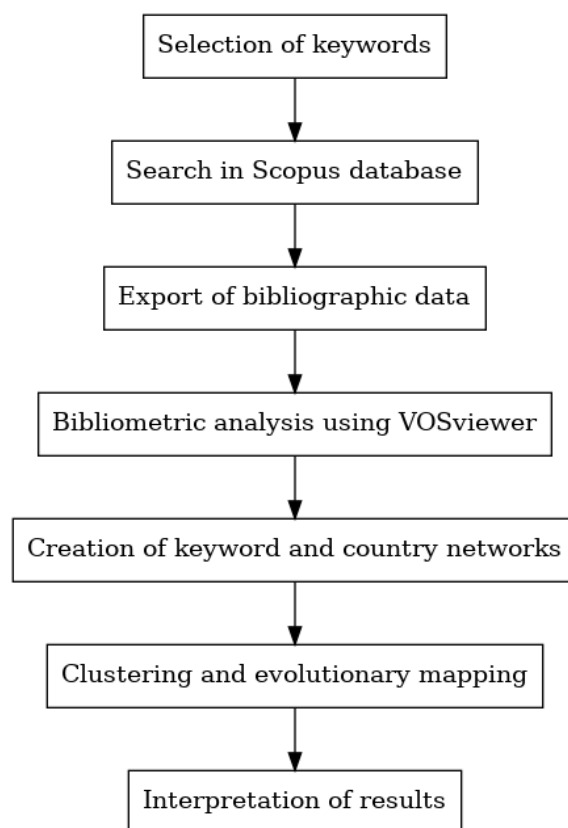 Selection of keywords
Search in Scopus database
Export of bibliographic data
Bibliometric analysis using VOSviewer
Creation of keyword and country networks
Clustering and evolutionary mapping
Interpretation of results